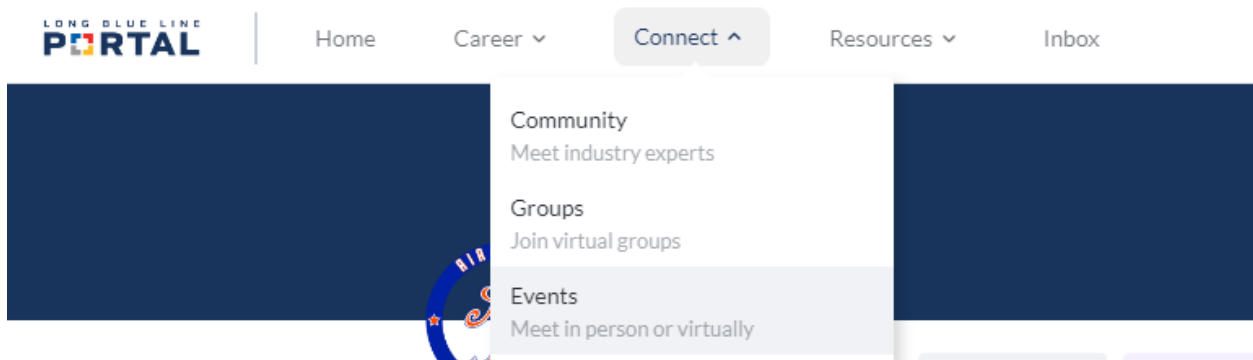 LONG BLUE LINE
PORTAL
Home
Career
Connect
Resources
Inbox
Community
Meet industry experts
Groups
Join virtual groups
AIR
Events
Meet in person or virtually